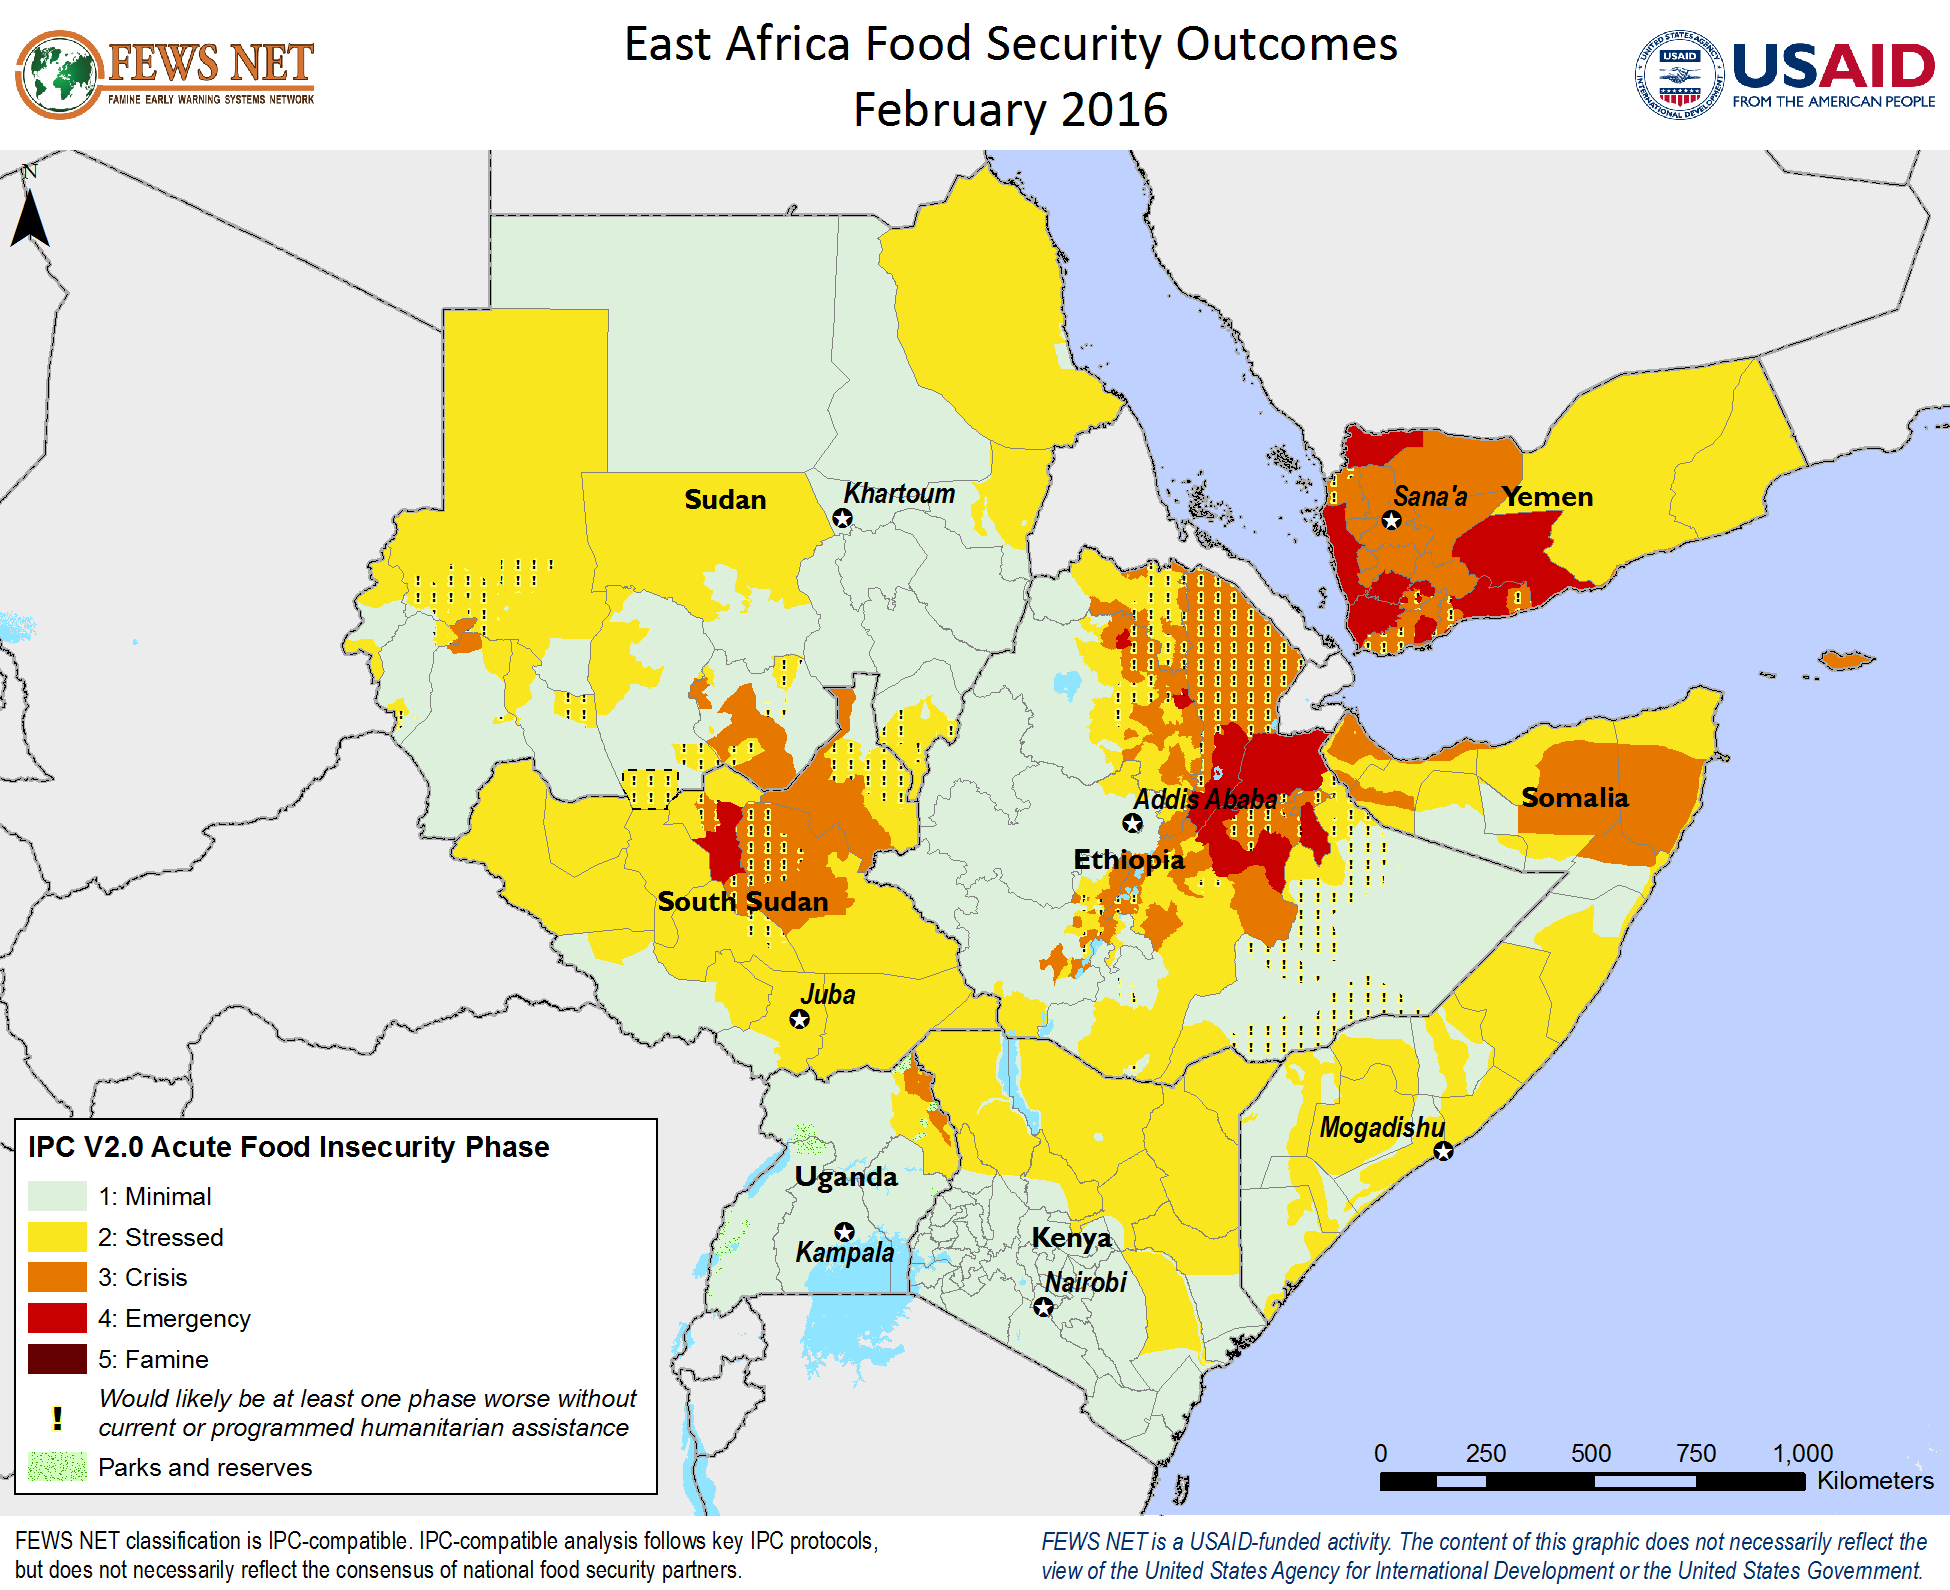 FEWS NET
FAMINE EARLY WARNING SYSTEMS NETWORK
East Africa Food Security Outcomes
February 2016
UNITED STATES AGENCY
USAID
INTERNATIONAL DEVELOPMENT
USAID
FROM THE AMERICAN PEOPLE
N
Sudan
Khartoum
Sana'a
Yemen
Addis Ababa
Somalia
Ethiopia
South Sudan
Juba
Mogadishu
Uganda
Kampala
Kenya
Nairobi
IPC V2.0 Acute Food Insecurity Phase
1: Minimal
2: Stressed
3: Crisis
4: Emergency
5: Famine
! Would likely be at least one phase worse without
current or programmed humanitarian assistance
Parks and reserves
0 250 500 750 1,000
Kilometers
FEWS NET classification is IPC-compatible. IPC-compatible analysis follows key IPC protocols,
but does not necessarily reflect the consensus of national food security partners.
FEWS NET is a USAID-funded activity. The content of this graphic does not necessarily reflect the
view of the United States Agency for International Development or the United States Government.